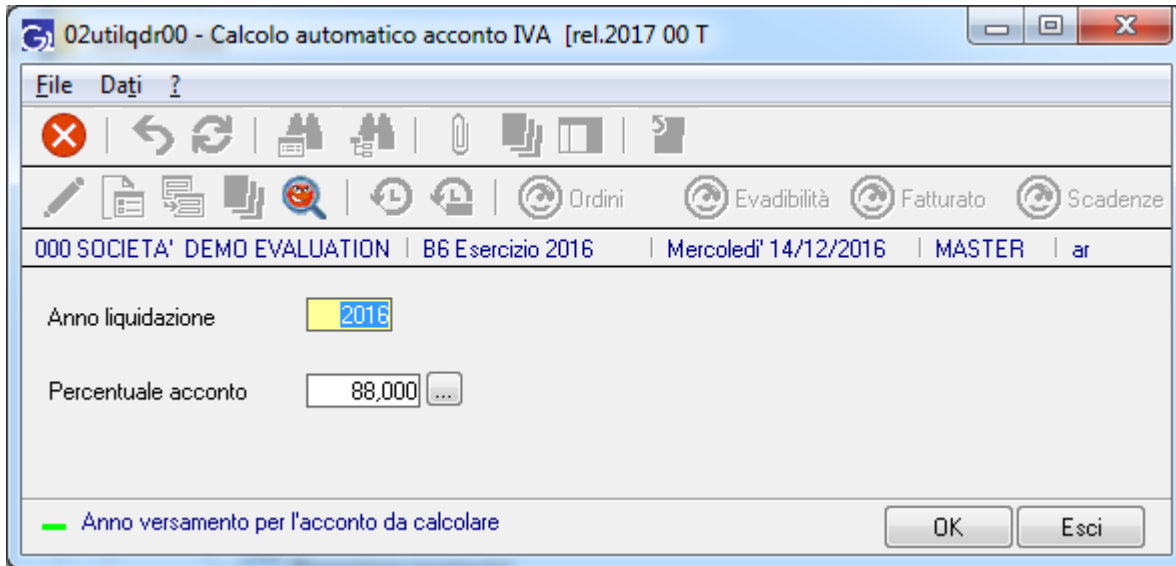 02utilqdr00 - Calcolo automatico acconto IVA [rel.2017 00 T
File Dati ?
Ordini Evadibilità Fatturato Scadenze
000 SOCIETA' DEMO EVALUATION | B6 Esercizio 2016 | Mercoledi' 14/12/2016 | MASTER | ar
Anno liquidazione 2016
Percentuale acconto 88,000 ...
Anno versamento per l'acconto da calcolare OK Esci